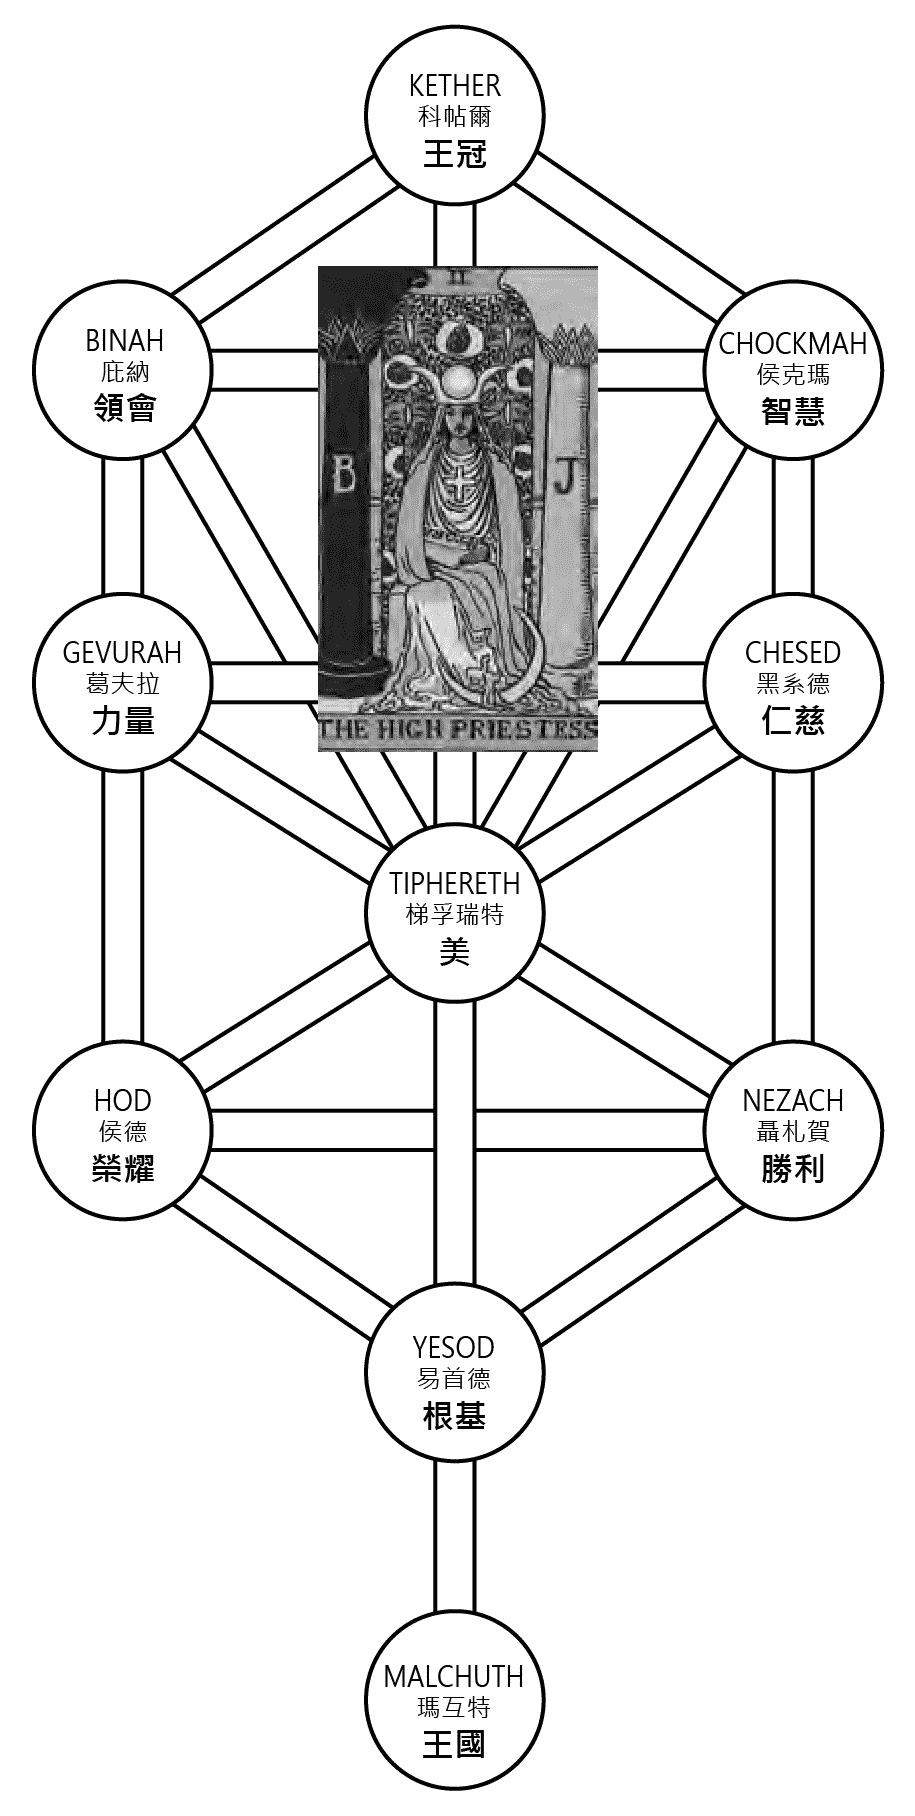 KETHER
科帖爾
王冠
BINAH
庇納
領會
CHOCKMAH
侯克瑪
智慧
II
B
J
THE HIGH PRIESTESS
GEVURAH
葛夫拉
力量
CHESED
黑系德
仁慈
TIPHERETH
梯孚瑞特
美
HOD
侯德
榮耀
NEZACH
聶札賀
勝利
YESOD
易首德
根基
MALCHUTH
瑪互特
王國